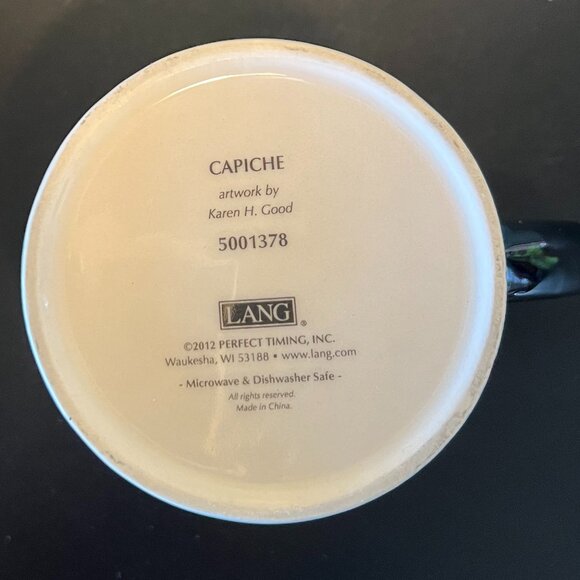 CAPICHE
artwork by
Karen H. Good
5001378
LANG®
©2012 PERFECT TIMING, INC.
Waukesha, WI 53188 • www.lang.com
- Microwave & Dishwasher Safe -
All rights reserved.
Made in China.